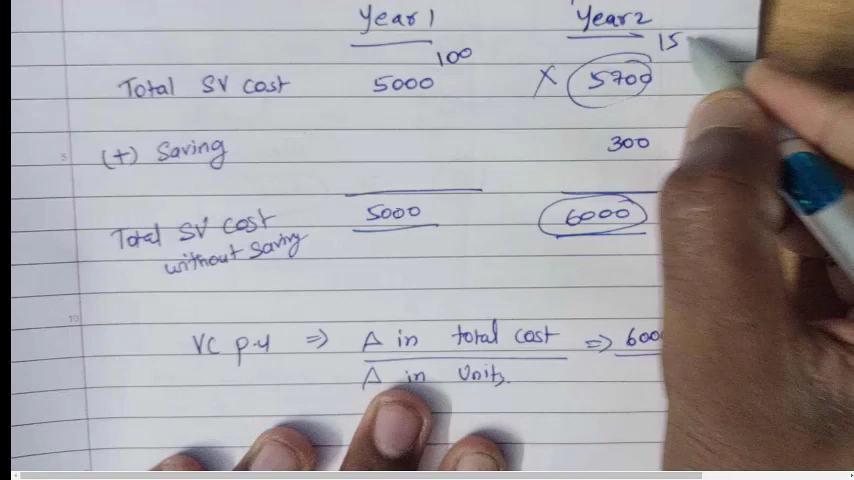 Year 1 Year 2
100 15
Total SV cost 5000 X 5700
(+) Saving 300
Total SV cost 5000 6000
without saving
VC p.u => Δ in total cost => 600
Δ in Units.